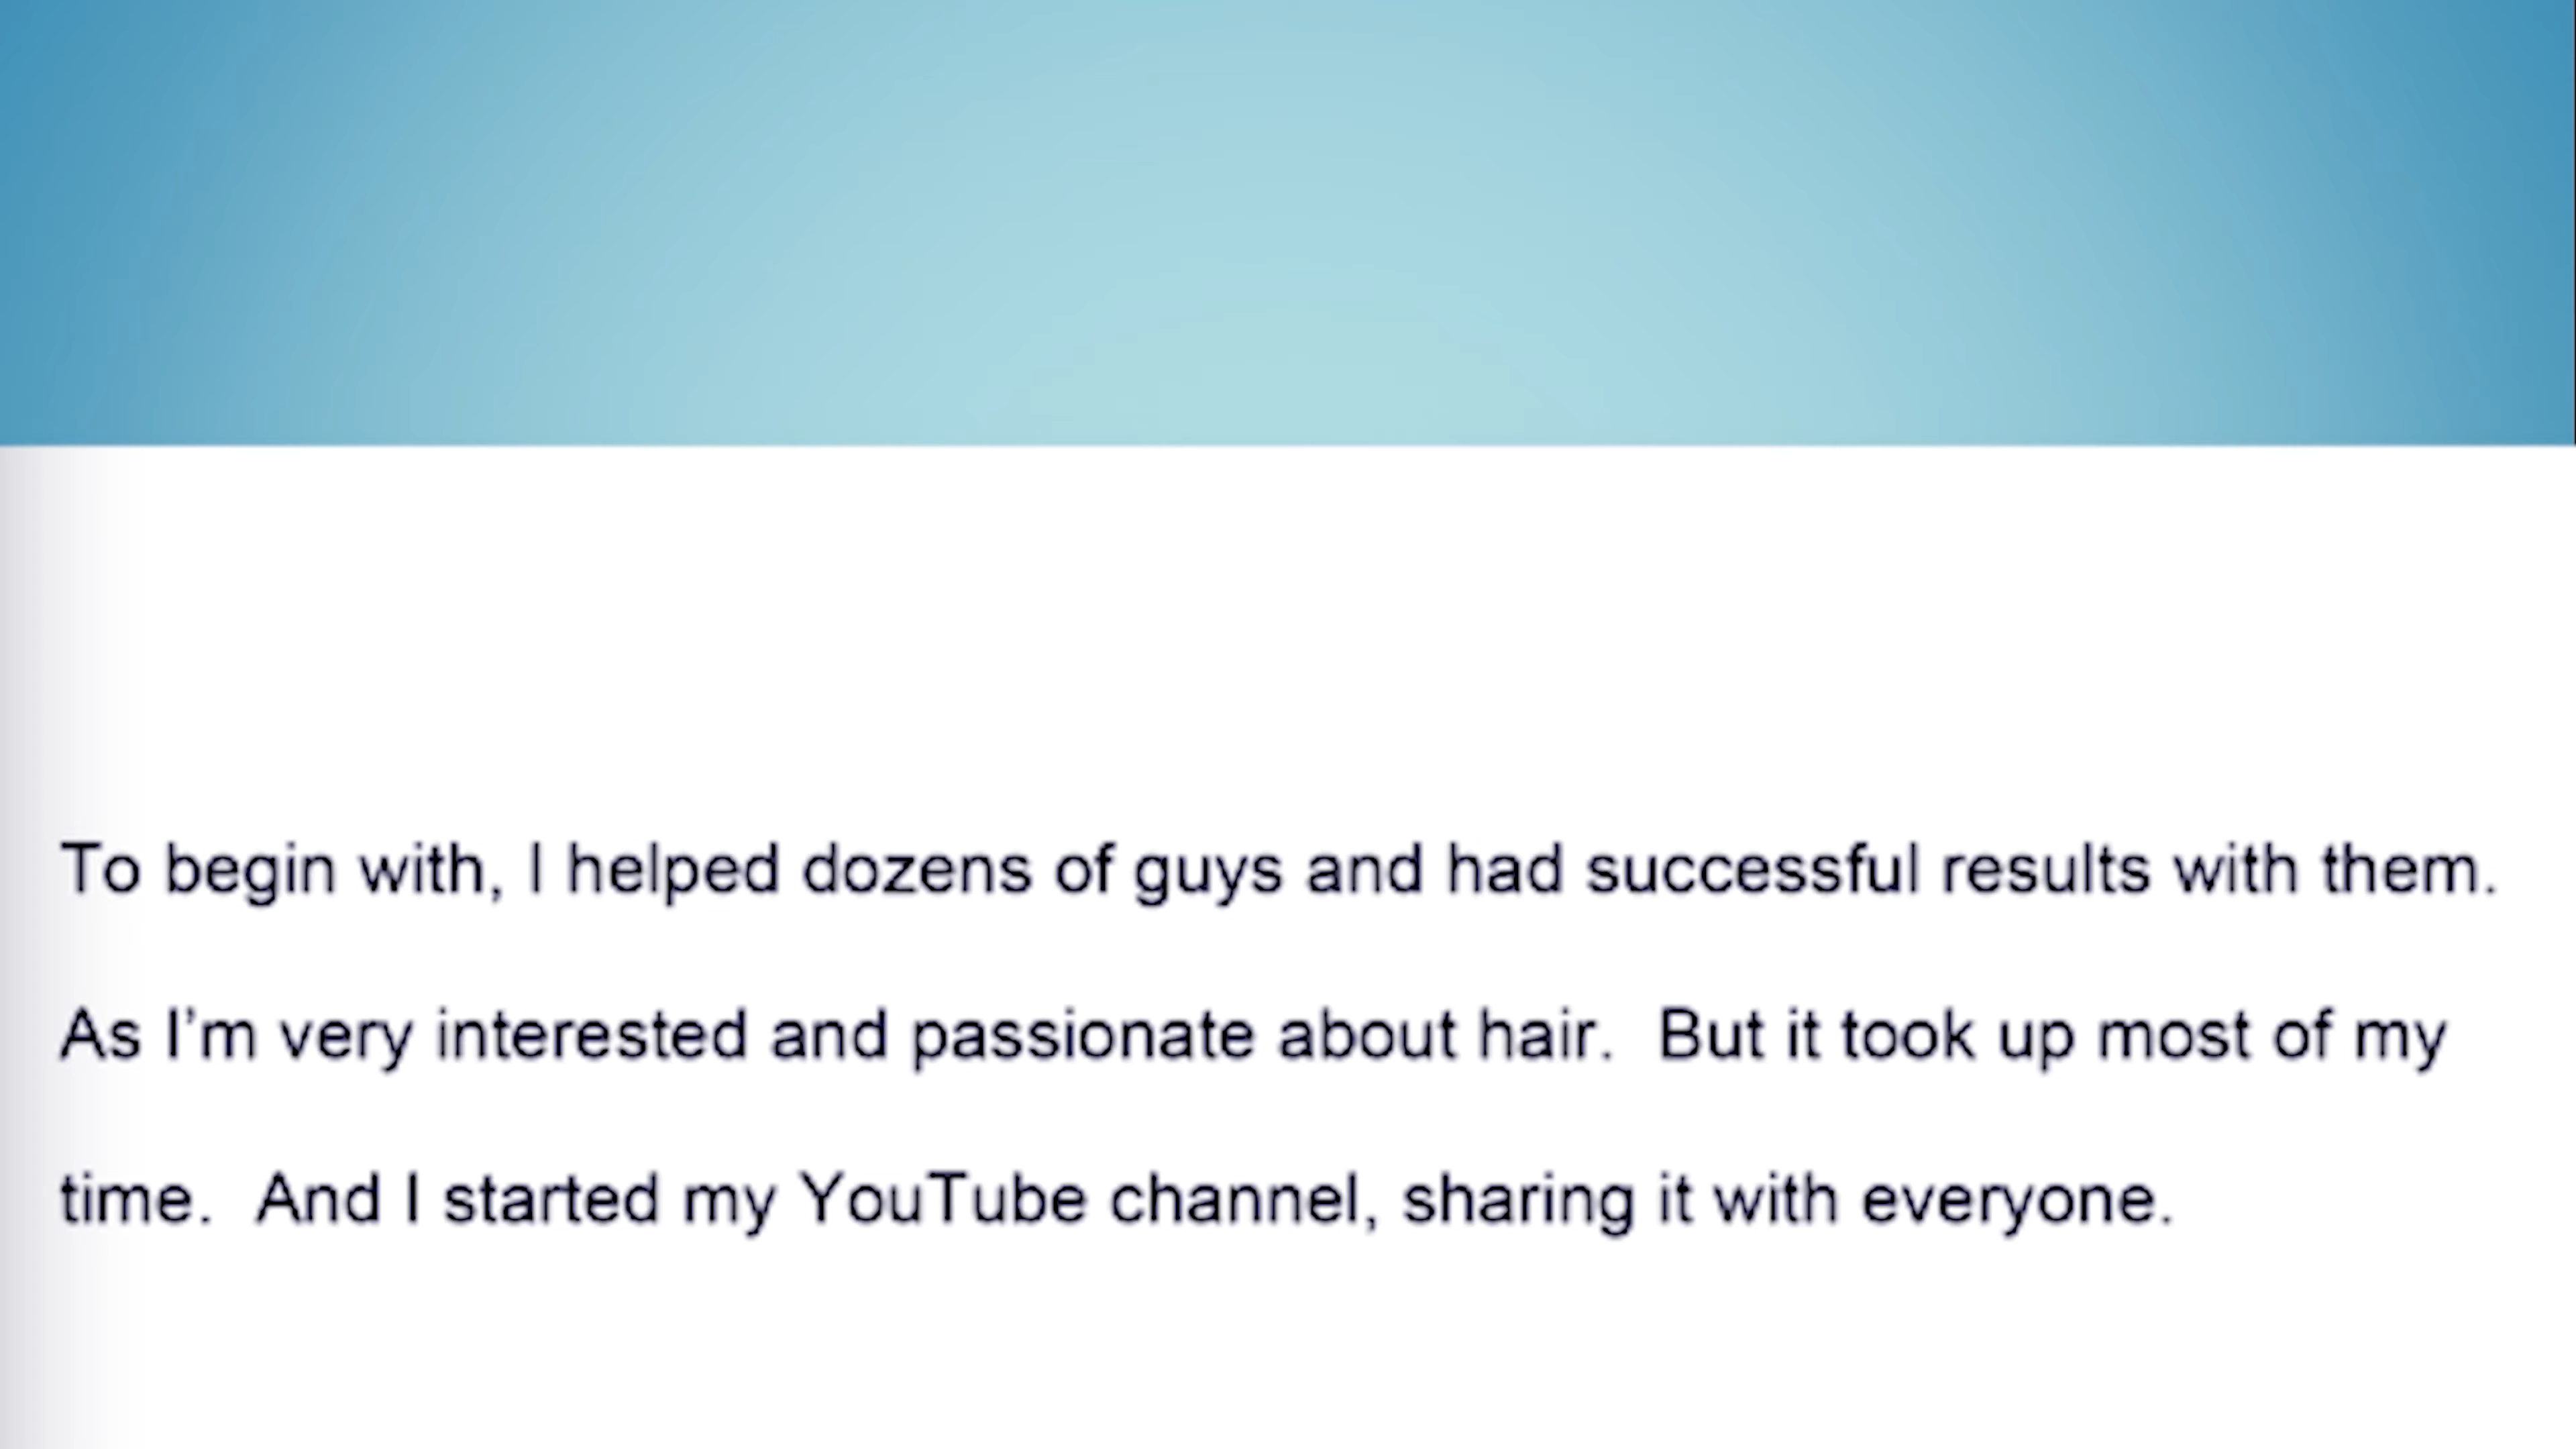 To begin with, I helped dozens of guys and had successful results with them.
As I’m very interested and passionate about hair.  But it took up most of my
time.  And I started my YouTube channel, sharing it with everyone.